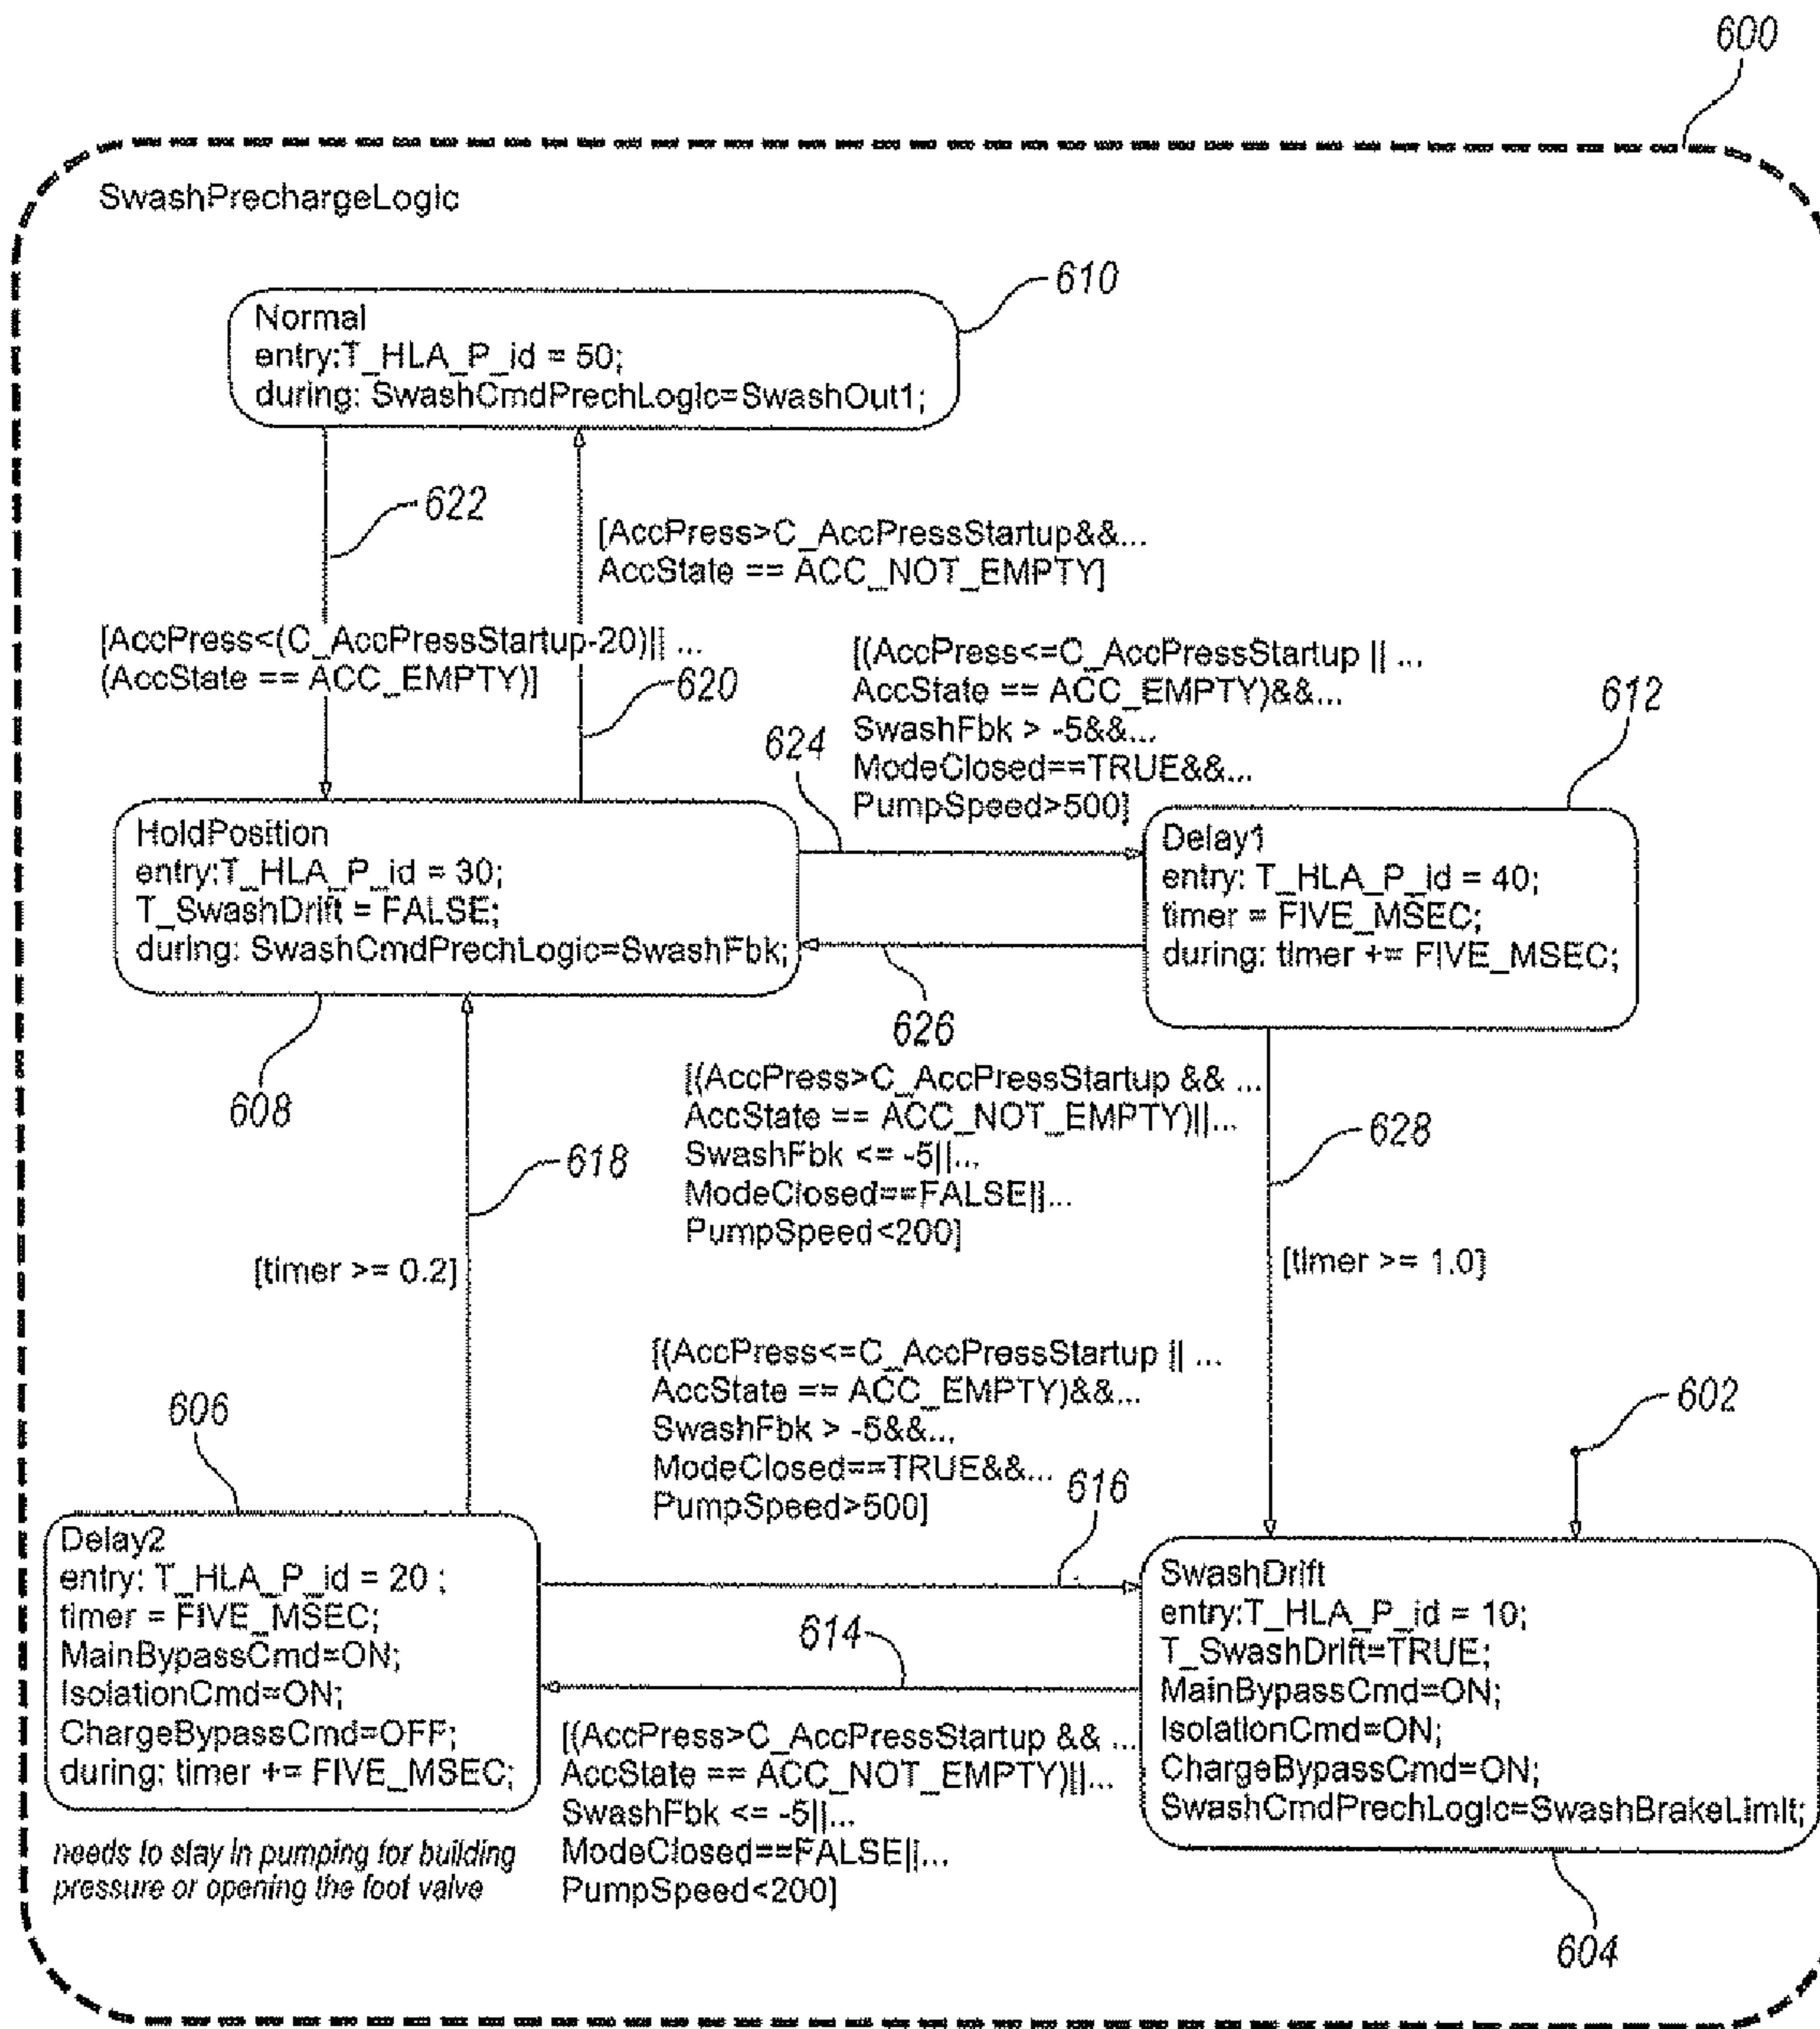 600
SwashPrechargeLogic
610
Normal
entry:T_HLA_P_id = 50;
during: SwashCmdPrechLogic=SwashOut1;
622
[AccPress>C_AccPressStartup&&...
AccState == ACC_NOT_EMPTY]
[AccPress<(C_AccPressStartup-20)|| ...
(AccState == ACC_EMPTY)]
620
[(AccPress<=C_AccPressStartup || ...
AccState == ACC_EMPTY)&&...
SwashFbk > -5&&...
ModeClosed==TRUE&&...
PumpSpeed>500]
612
624
HoldPosition
entry:T_HLA_P_id = 30;
T_SwashDrift = FALSE;
during: SwashCmdPrechLogic=SwashFbk;
Delay1
entry: T_HLA_P_id = 40;
timer = FIVE_MSEC;
during: timer += FIVE_MSEC;
626
608
[(AccPress>C_AccPressStartup && ...
AccState == ACC_NOT_EMPTY)||...
SwashFbk <= -5||...
ModeClosed==FALSE||...
PumpSpeed<200]
628
618
[timer >= 0.2]
[timer >= 1.0]
[(AccPress<=C_AccPressStartup || ...
AccState == ACC_EMPTY)&&...
SwashFbk > -5&&...
ModeClosed==TRUE&&...
PumpSpeed>500]
616
602
606
Delay2
entry: T_HLA_P_id = 20 ;
timer = FIVE_MSEC;
MainBypassCmd=ON;
IsolationCmd=ON;
ChargeBypassCmd=OFF;
during: timer += FIVE_MSEC;
needs to stay in pumping for building
pressure or opening the foot valve
614
[(AccPress>C_AccPressStartup && ...
AccState == ACC_NOT_EMPTY)||...
SwashFbk <= -5||...
ModeClosed==FALSE||...
PumpSpeed<200]
SwashDrift
entry:T_HLA_P_id = 10;
T_SwashDrift=TRUE;
MainBypassCmd=ON;
IsolationCmd=ON;
ChargeBypassCmd=ON;
SwashCmdPrechLogic=SwashBrakeLimit;
604